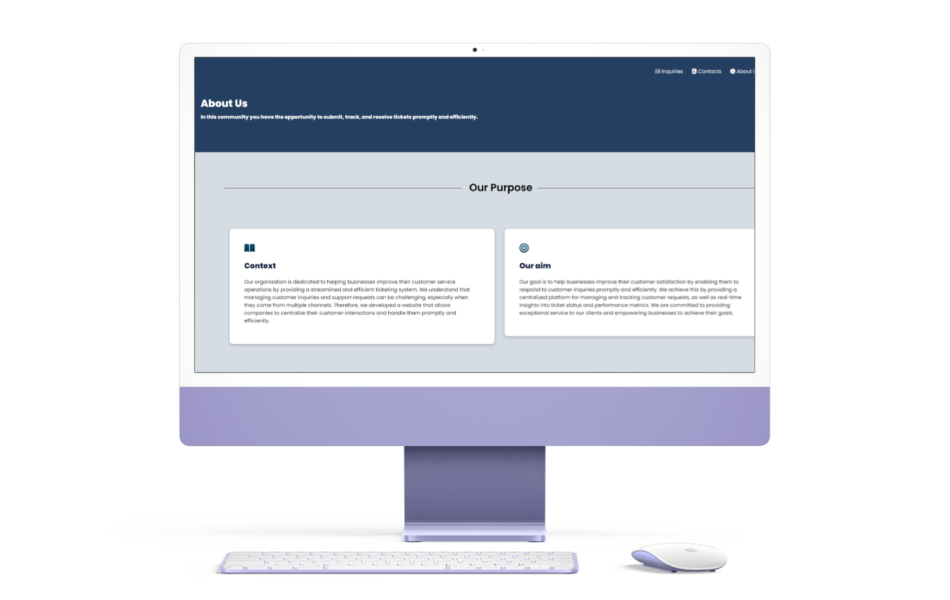 Inquiries Contacts About
About Us
In this community you have the opportunity to submit, track, and resolve tickets promptly and efficiently.
Our Purpose
Context
Our organization is dedicated to helping businesses improve their customer service
operations by providing a streamlined and efficient ticketing system. We understand that
managing customer inquiries and support requests can be challenging, especially when
they come from multiple channels. Therefore, we developed a website that allows
companies to centralize their customer interactions and handle them promptly and
efficiently.
Our aim
Our goal is to help businesses improve their customer satisfaction by enabling them to
respond to customer inquiries promptly and efficiently. We achieve this by providing a
centralized platform for managing and tracking customer requests, as well as real-time
insights into ticket status and performance metrics. We are committed to providing
exceptional service to our clients and empowering businesses to achieve their goals.